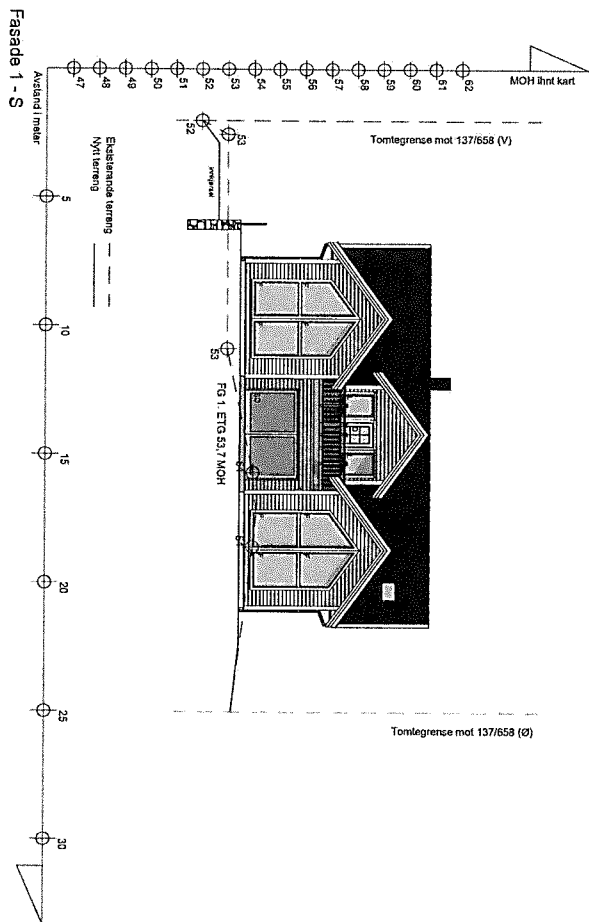 MOH ihht kart
62
61
60
59
58
57
56
55
54
53
52
51
50
49
48
47
Tomtegrense mot 137/658 (V)
53
52
innkjørsel
53
FG 1. ETG 53,7 MOH
Tomtegrense mot 137/658 (Ø)
Eksisterande terreng
Nytt terreng
Avstand i meter
5
10
15
20
25
30
Fasade 1 - S